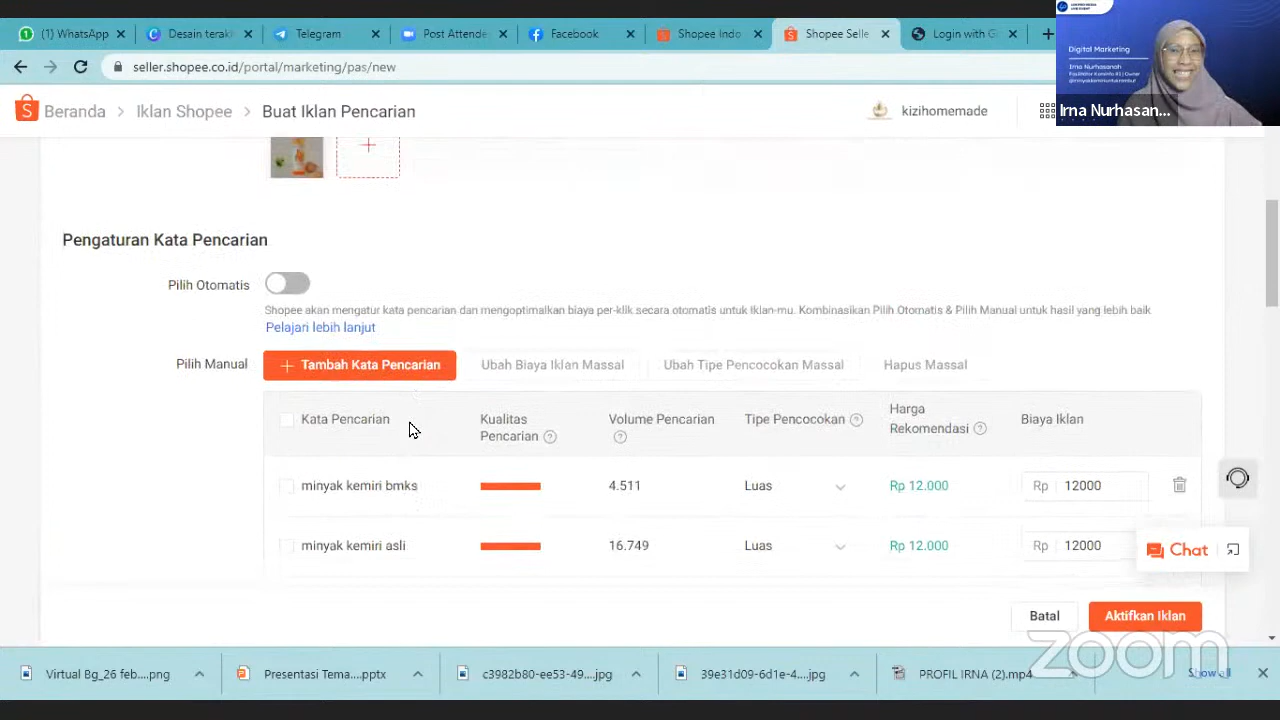 (1) WhatsApp
Desain teraki
Telegram
Post Attende
Facebook
Shopee Indo
Shopee Selle
Login with G
seller.shopee.co.id/portal/marketing/pas/new
Digital Marketing
Irna Nurhasanah
Irna Nurhasan...
Beranda > Iklan Shopee > Buat Iklan Pencarian
kizihomemade
Pengaturan Kata Pencarian
Pilih Otomatis
Shopee akan mengatur kata pencarian dan mengoptimalkan biaya per-klik secara otomatis untuk Iklan-mu. Kombinasikan Pilih Otomatis & Pilih Manual untuk hasil yang lebih baik
Pelajari lebih lanjut
Pilih Manual
+ Tambah Kata Pencarian
Ubah Biaya Iklan Massal
Ubah Tipe Pencocokan Massal
Hapus Massal
Kata Pencarian
Kualitas Pencarian
Volume Pencarian
Tipe Pencocokan
Harga Rekomendasi
Biaya Iklan
minyak kemiri bmks 4.511 Luas Rp 12.000 Rp 12000
minyak kemiri asli 16.749 Luas Rp 12.000 Rp 12000
Chat
Batal
Aktifkan Iklan
zoom
Virtual Bg_26 feb....png
Presentasi Tema....pptx
c3982b80-ee53-49....jpg
39e31d09-6d1e-4....jpg
PROFIL IRNA (2).mp4
Show all